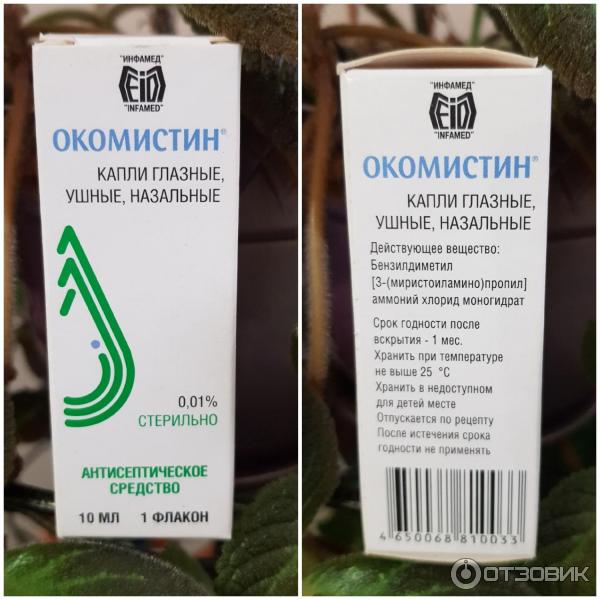 "ИНФАМЕД"
"INFAMED"
ОКОМИСТИН®
КАПЛИ ГЛАЗНЫЕ,
УШНЫЕ, НАЗАЛЬНЫЕ
0,01%
СТЕРИЛЬНО
АНТИСЕПТИЧЕСКОЕ
СРЕДСТВО
10 МЛ 1 ФЛАКОН
"ИНФАМЕД"
"INFAMED"
ОКОМИСТИН®
КАПЛИ ГЛАЗНЫЕ,
УШНЫЕ, НАЗАЛЬНЫЕ
Действующее вещество:
Бензилдиметил
[3-(миристоиламино)пропил]
аммоний хлорид моногидрат
Срок годности после
вскрытия - 1 мес.
Хранить при температуре
не выше 25 °С
Хранить в недоступном
для детей месте
Отпускается по рецепту
После истечения срока
годности не применять
4 650068 810033
ОТЗОВИК